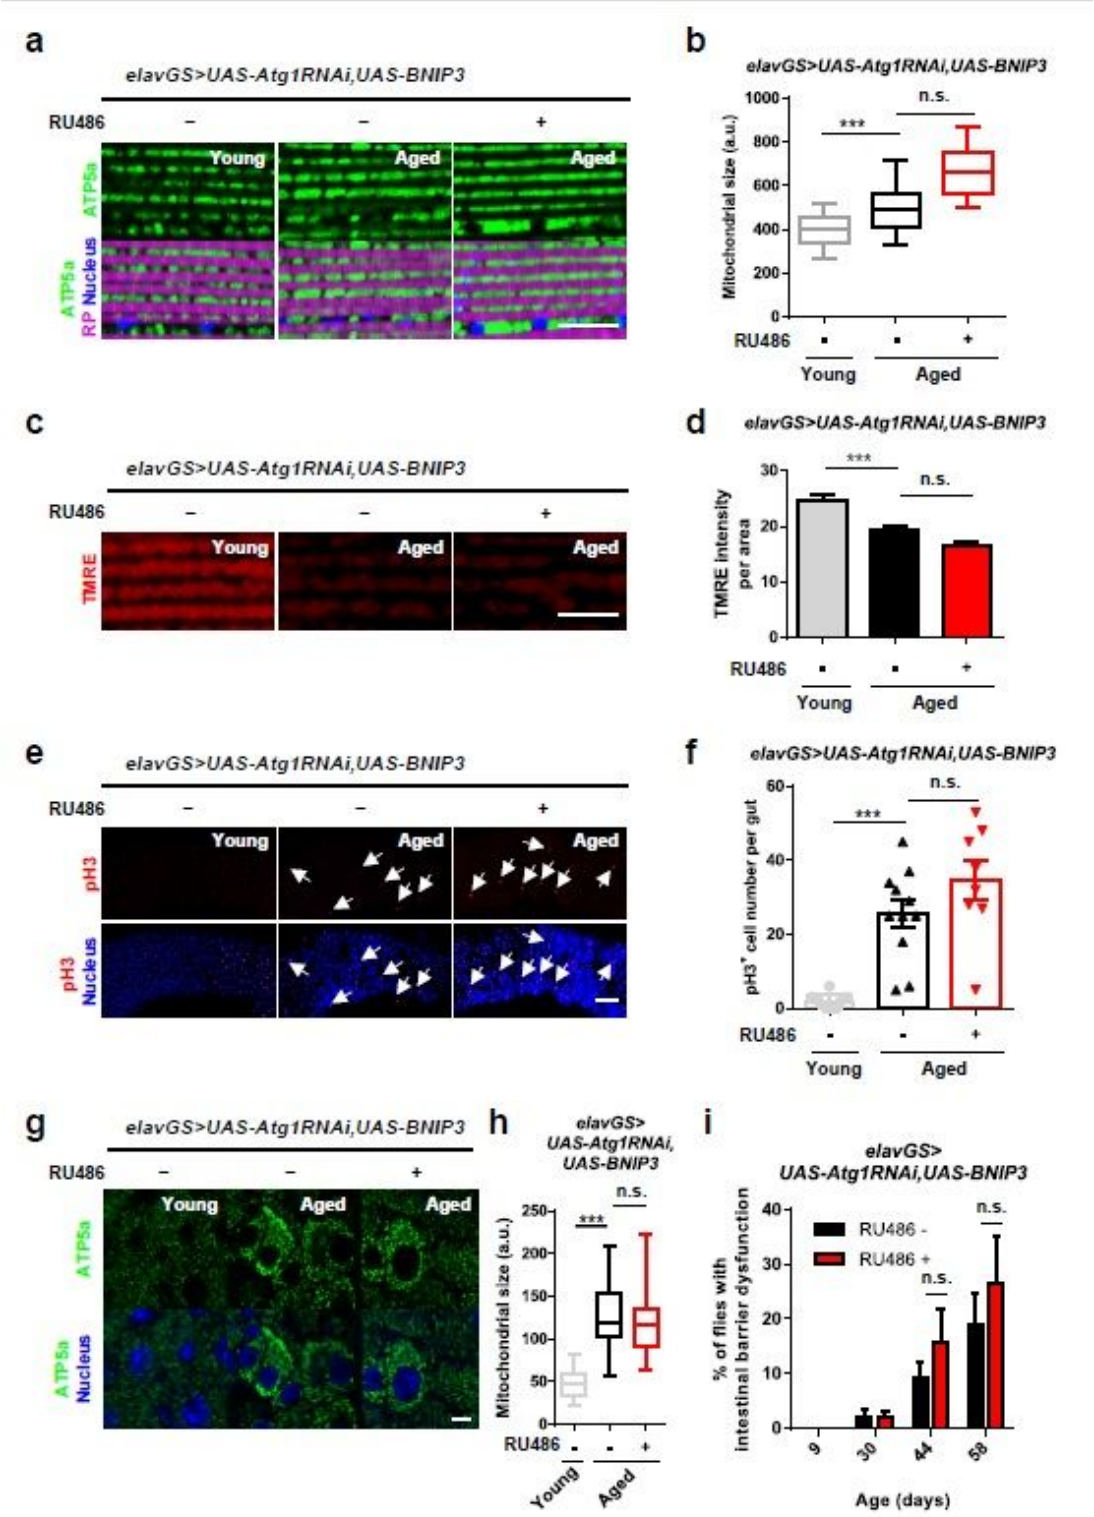 a
elavGS>UAS-Atg1RNAi,UAS-BNIP3
RU486 – – +
Young Aged Aged
ATP5a
ATP5a
RP Nucleus
b
elavGS>UAS-Atg1RNAi,UAS-BNIP3
n.s.
***
Mitochondrial size (a.u.)
1000
800
600
400
200
0
RU486 - - +
Young Aged
c
elavGS>UAS-Atg1RNAi,UAS-BNIP3
RU486 – – +
Young Aged Aged
TMRE
d
elavGS>UAS-Atg1RNAi,UAS-BNIP3
***
n.s.
TMRE intensity
per area
30
20
10
0
RU486 - - +
Young Aged
e
elavGS>UAS-Atg1RNAi,UAS-BNIP3
RU486 – – +
Young Aged Aged
pH3
pH3
Nucleus
f
elavGS>UAS-Atg1RNAi,UAS-BNIP3
n.s.
***
pH3⁺ cell number per gut
60
40
20
0
RU486 - - +
Young Aged
g
elavGS>UAS-Atg1RNAi,UAS-BNIP3
RU486 – – +
Young Aged Aged
ATP5a
ATP5a
Nucleus
h
elavGS>
UAS-Atg1RNAi,
UAS-BNIP3
n.s.
***
Mitochondrial size (a.u.)
250
200
150
100
50
0
RU486 - - +
Young Aged
i
elavGS>
UAS-Atg1RNAi,UAS-BNIP3
% of flies with
intestinal barrier dysfunction
40
30
20
10
0
RU486 -
RU486 +
n.s.
n.s.
9 30 44 58
Age (days)